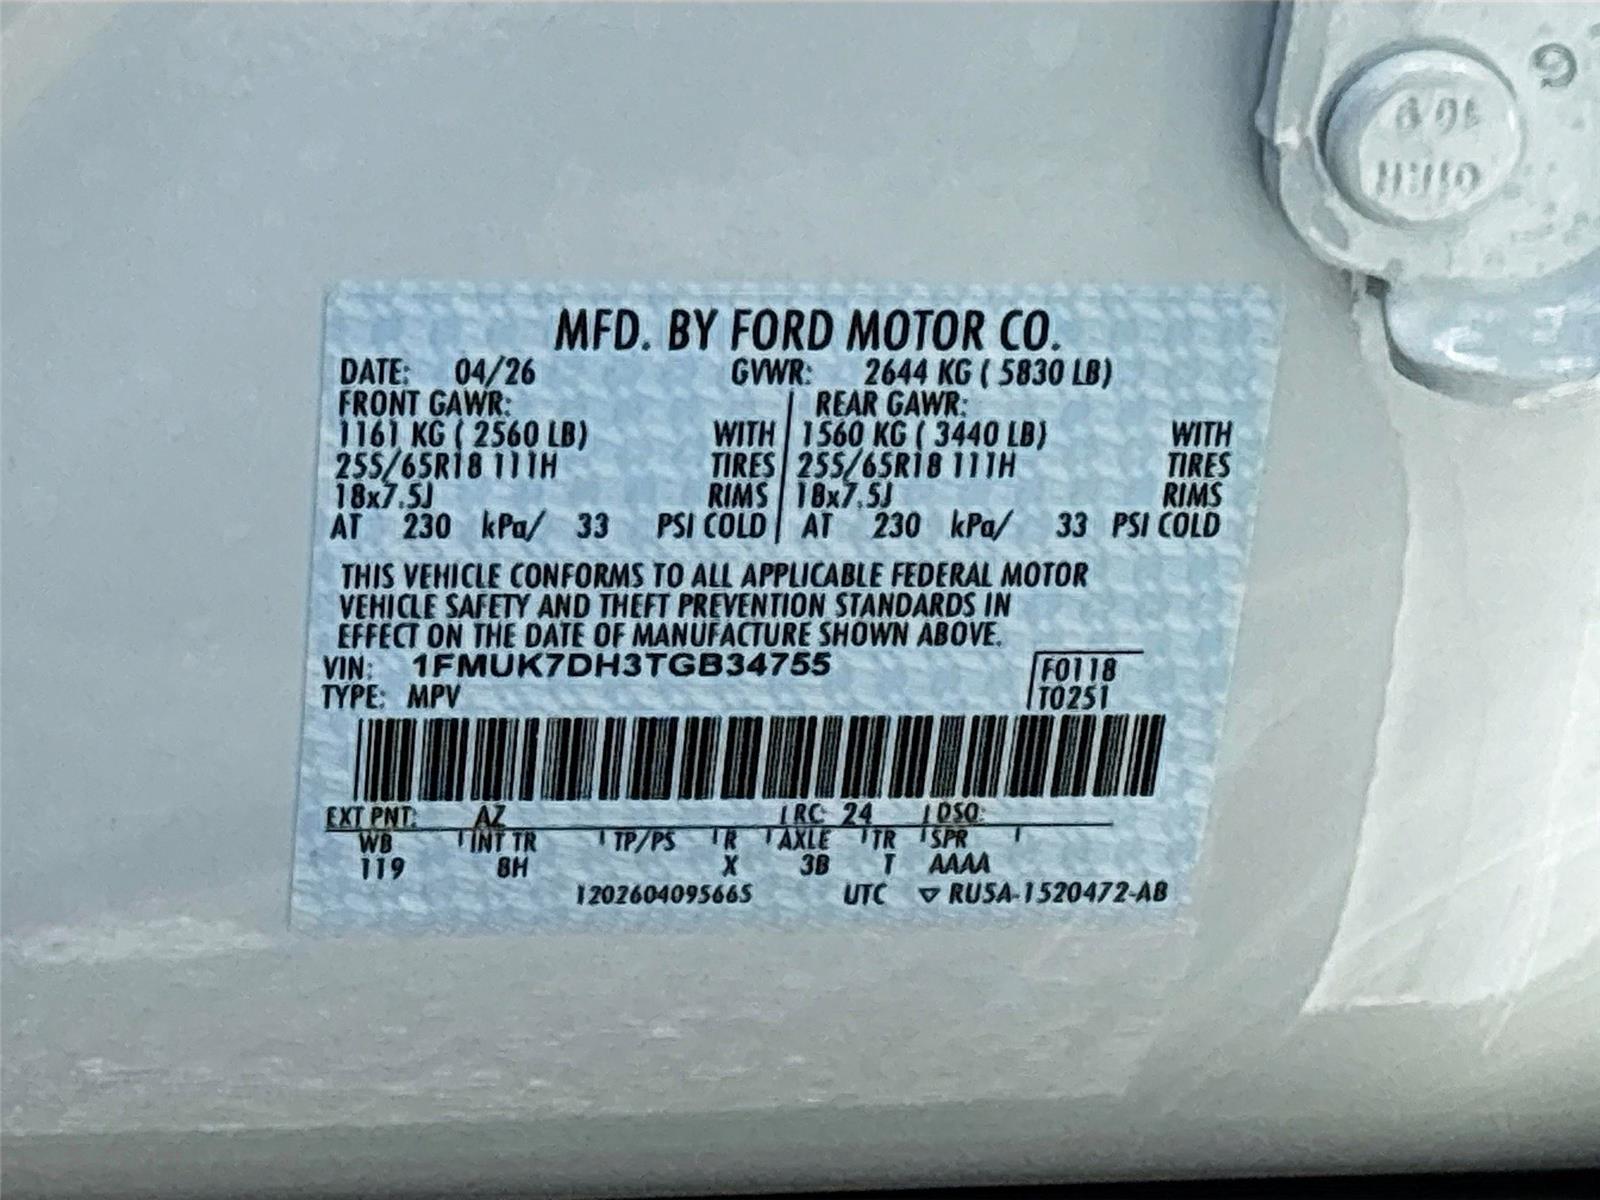 MFD. BY FORD MOTOR CO.
DATE: 04/26 GVWR: 2644 KG ( 5830 LB)
FRONT GAWR: REAR GAWR:
1161 KG ( 2560 LB) WITH 1560 KG ( 3440 LB) WITH
255/65R18 111H TIRES 255/65R18 111H TIRES
18x7.5J RIMS 18x7.5J RIMS
AT 230 kPa/ 33 PSI COLD AT 230 kPa/ 33 PSI COLD
THIS VEHICLE CONFORMS TO ALL APPLICABLE FEDERAL MOTOR
VEHICLE SAFETY AND THEFT PREVENTION STANDARDS IN
EFFECT ON THE DATE OF MANUFACTURE SHOWN ABOVE.
VIN: 1FMUK7DH3TGB34755 F0118
TYPE: MPV T0251
EXT PNT: AZ RC: 24 DSO:
WB INT TR TP/PS R AXLE TR SPR
119 8H X 3B T AAAA
120260409566S UTC ▽ RU5A-1520472-AB